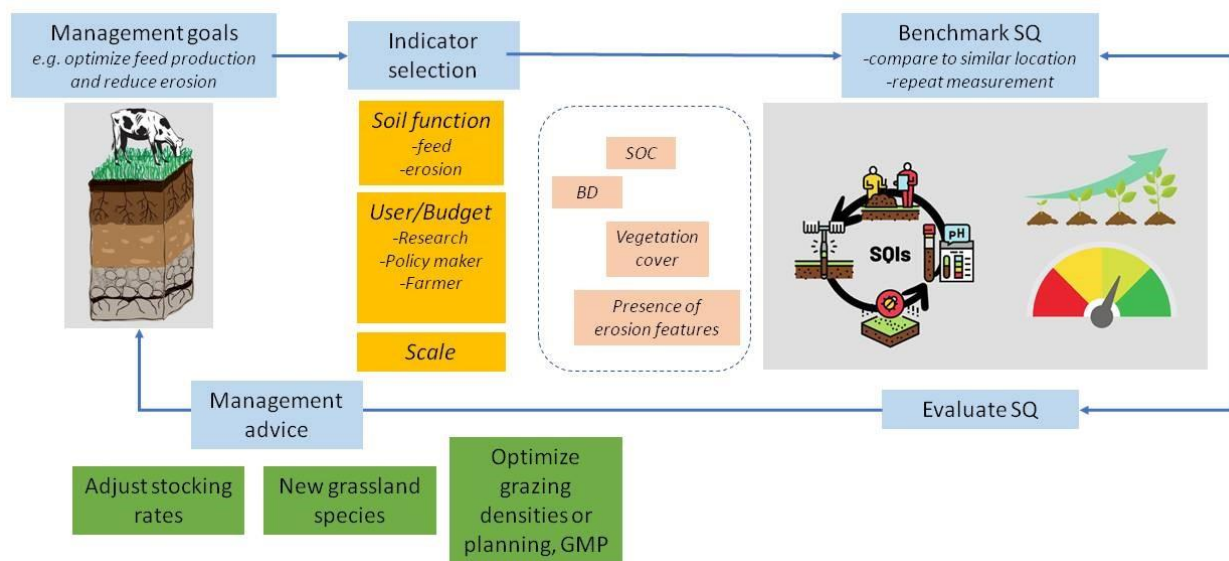 Management goals
e.g. optimize feed production
and reduce erosion
Indicator
selection
Benchmark SQ
-compare to similar location
-repeat measurement
Soil function
-feed
-erosion
User/Budget
-Research
-Policy maker
-Farmer
Scale
SOC
BD
Vegetation
cover
Presence of
erosion features
SQIs
pH
Management
advice
Evaluate SQ
Adjust stocking
rates
New grassland
species
Optimize
grazing
densities or
planning, GMP